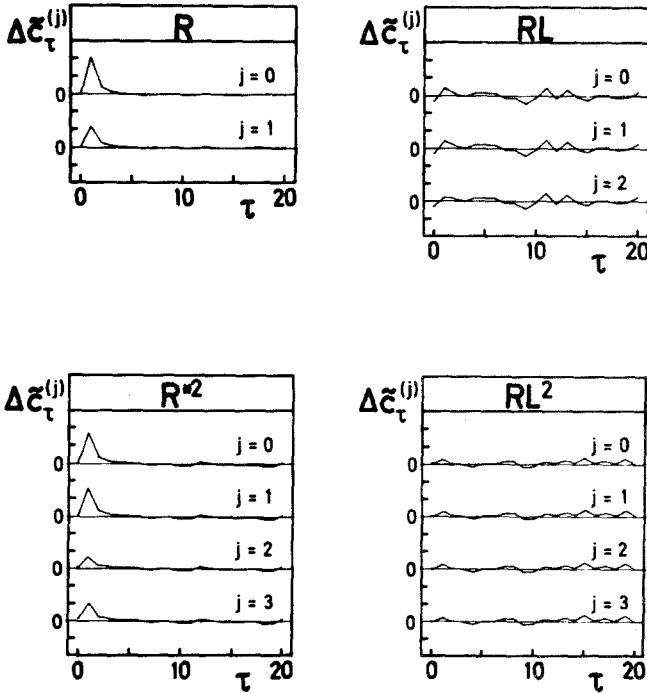 Δc̃τ(j) R
0 j = 0
0 j = 1
0 10 20
τ
Δc̃τ(j) RL
0 j = 0
0 j = 1
0 j = 2
0 10 20
τ
Δc̃τ(j) R*2
0 j = 0
0 j = 1
0 j = 2
0 j = 3
0 10 20
τ
Δc̃τ(j) RL2
0 j = 0
0 j = 1
0 j = 2
0 j = 3
0 10 20
τ